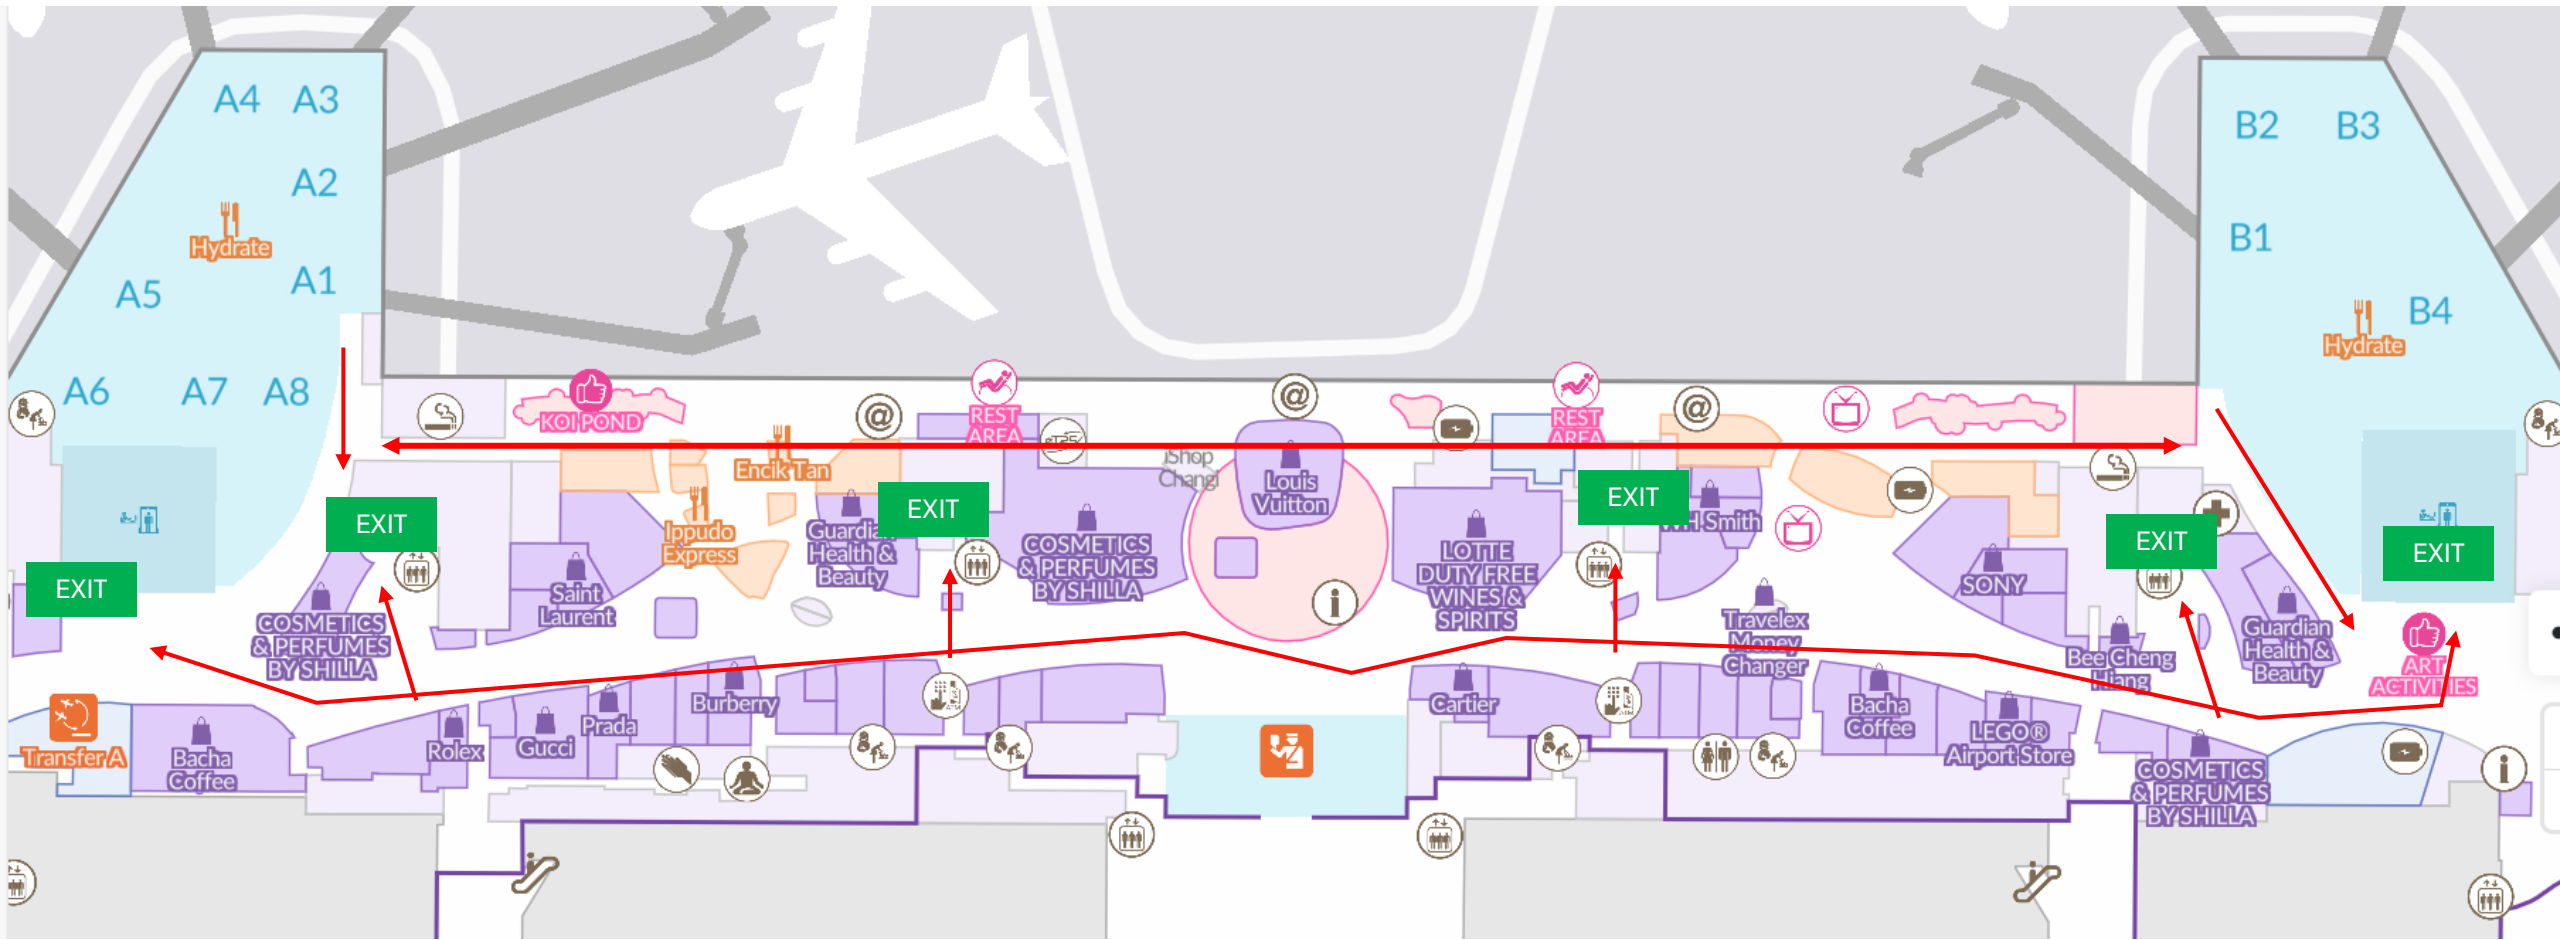 A4
A3
A2
Hydrate
A1
A5
A6
A7
A8
B2
B3
B1
B4
Hydrate
KOI POND
REST
AREA
REST
AREA
Encik Tan
iShop
Changi
Louis
Vuitton
EXIT
EXIT
EXIT
EXIT
EXIT
EXIT
Ippudo
Express
Guardian
Health &
Beauty
COSMETICS
& PERFUMES
BY SHILLA
LOTTE
DUTY FREE
WINES &
SPIRITS
WH Smith
SONY
Saint
Laurent
COSMETICS
& PERFUMES
BY SHILLA
Travelex
Money
Changer
Bee Cheng
Hiang
Guardian
Health &
Beauty
ART
ACTIVITIES
Transfer A
Bacha
Coffee
Rolex
Gucci
Prada
Burberry
ATM
Cartier
ATM
Bacha
Coffee
LEGO®
Airport Store
COSMETICS
& PERFUMES
BY SHILLA